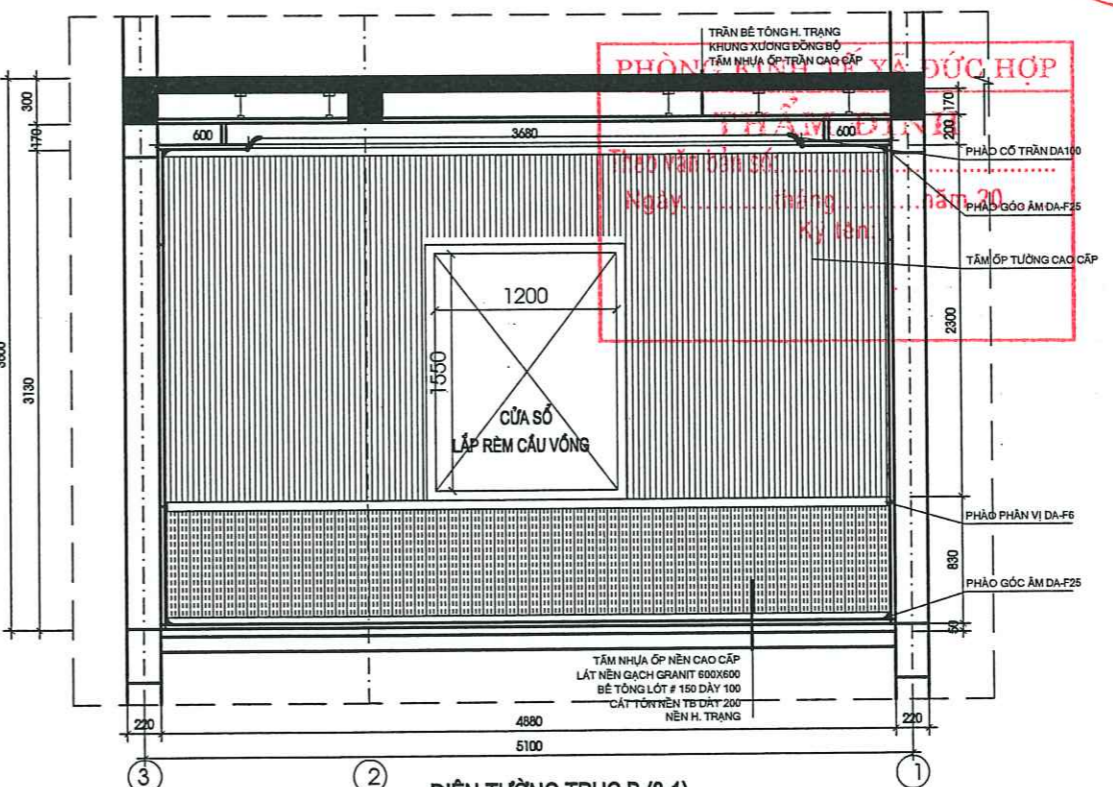 TRẦN BÊ TÔNG H. TRẠNG
KHUNG XƯƠNG ĐỒNG BỘ
TẤM NHỰA ỐP TRẦN CAO CẤP
PHÒNG KINH TẾ XÃ ĐỨC HỢP
THẨM ĐỊNH
Theo văn bản số:
Ngày tháng năm 20
Ký tên:
300
170
600
3680
600
170
200
PHÀO CỔ TRẦN DA100
PHÀO GÓC ÂM DA-F25
TẤM ỐP TƯỜNG CAO CẤP
2300
3130
1200
1550
CỬA SỔ
LẮP RÈM CẦU VỒNG
PHÀO PHÂN VỊ DA-F6
830
PHÀO GÓC ÂM DA-F25
50
TẤM NHỰA ỐP NỀN CAO CẤP
LÁT NỀN GẠCH GRANIT 600X600
BÊ TÔNG LÓT # 150 DÀY 100
CÁT TÔN NỀN TB DÀY 200
NỀN H. TRẠNG
220
4880
220
5100
3
2
1